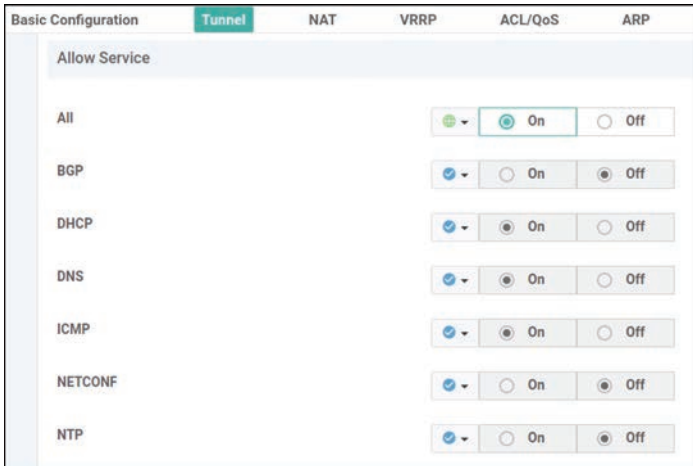 Basic Configuration Tunnel NAT VRRP ACL/QoS ARP
Allow Service
All On Off
BGP On Off
DHCP On Off
DNS On Off
ICMP On Off
NETCONF On Off
NTP On Off